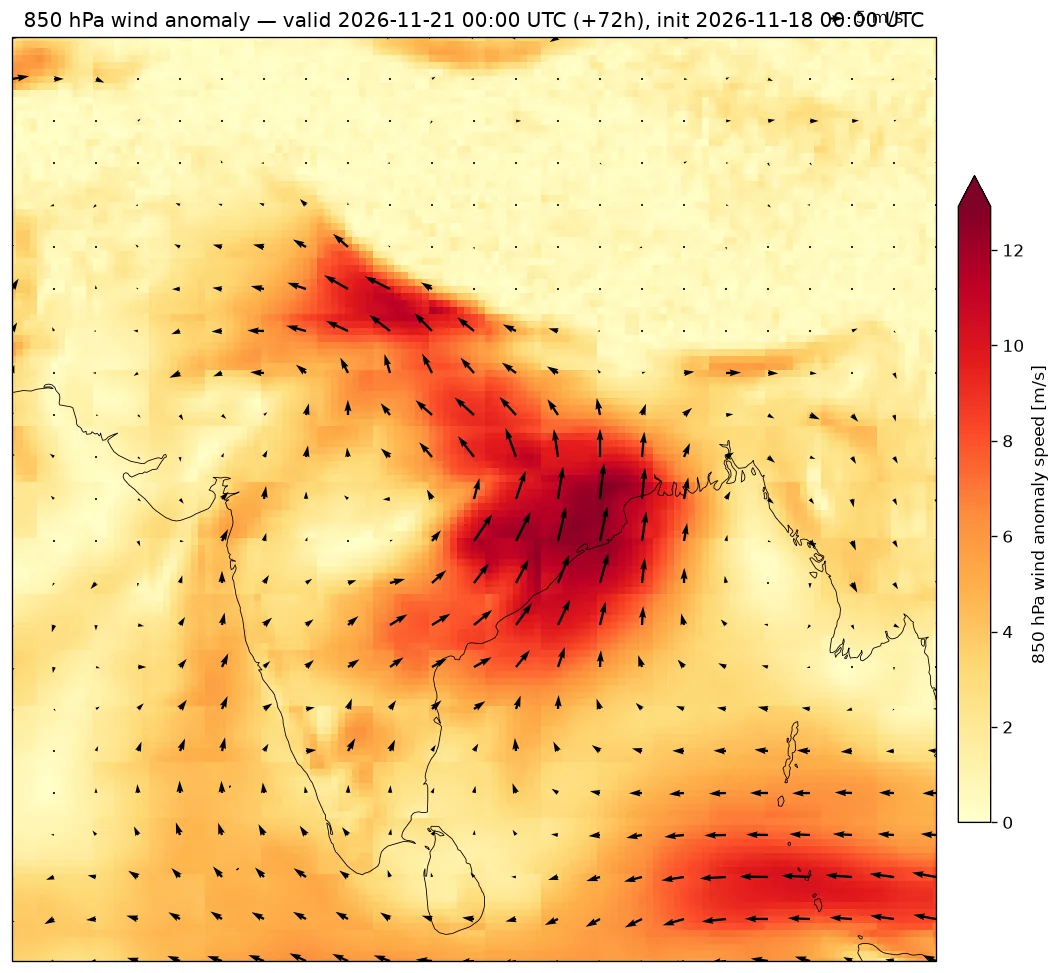 850 hPa wind anomaly — valid 2026-11-21 00:00 UTC (+72h), init 2026-11-18 00:00 UTC
5 m/s
12
10
8
6
4
2
0
850 hPa wind anomaly speed [m/s]